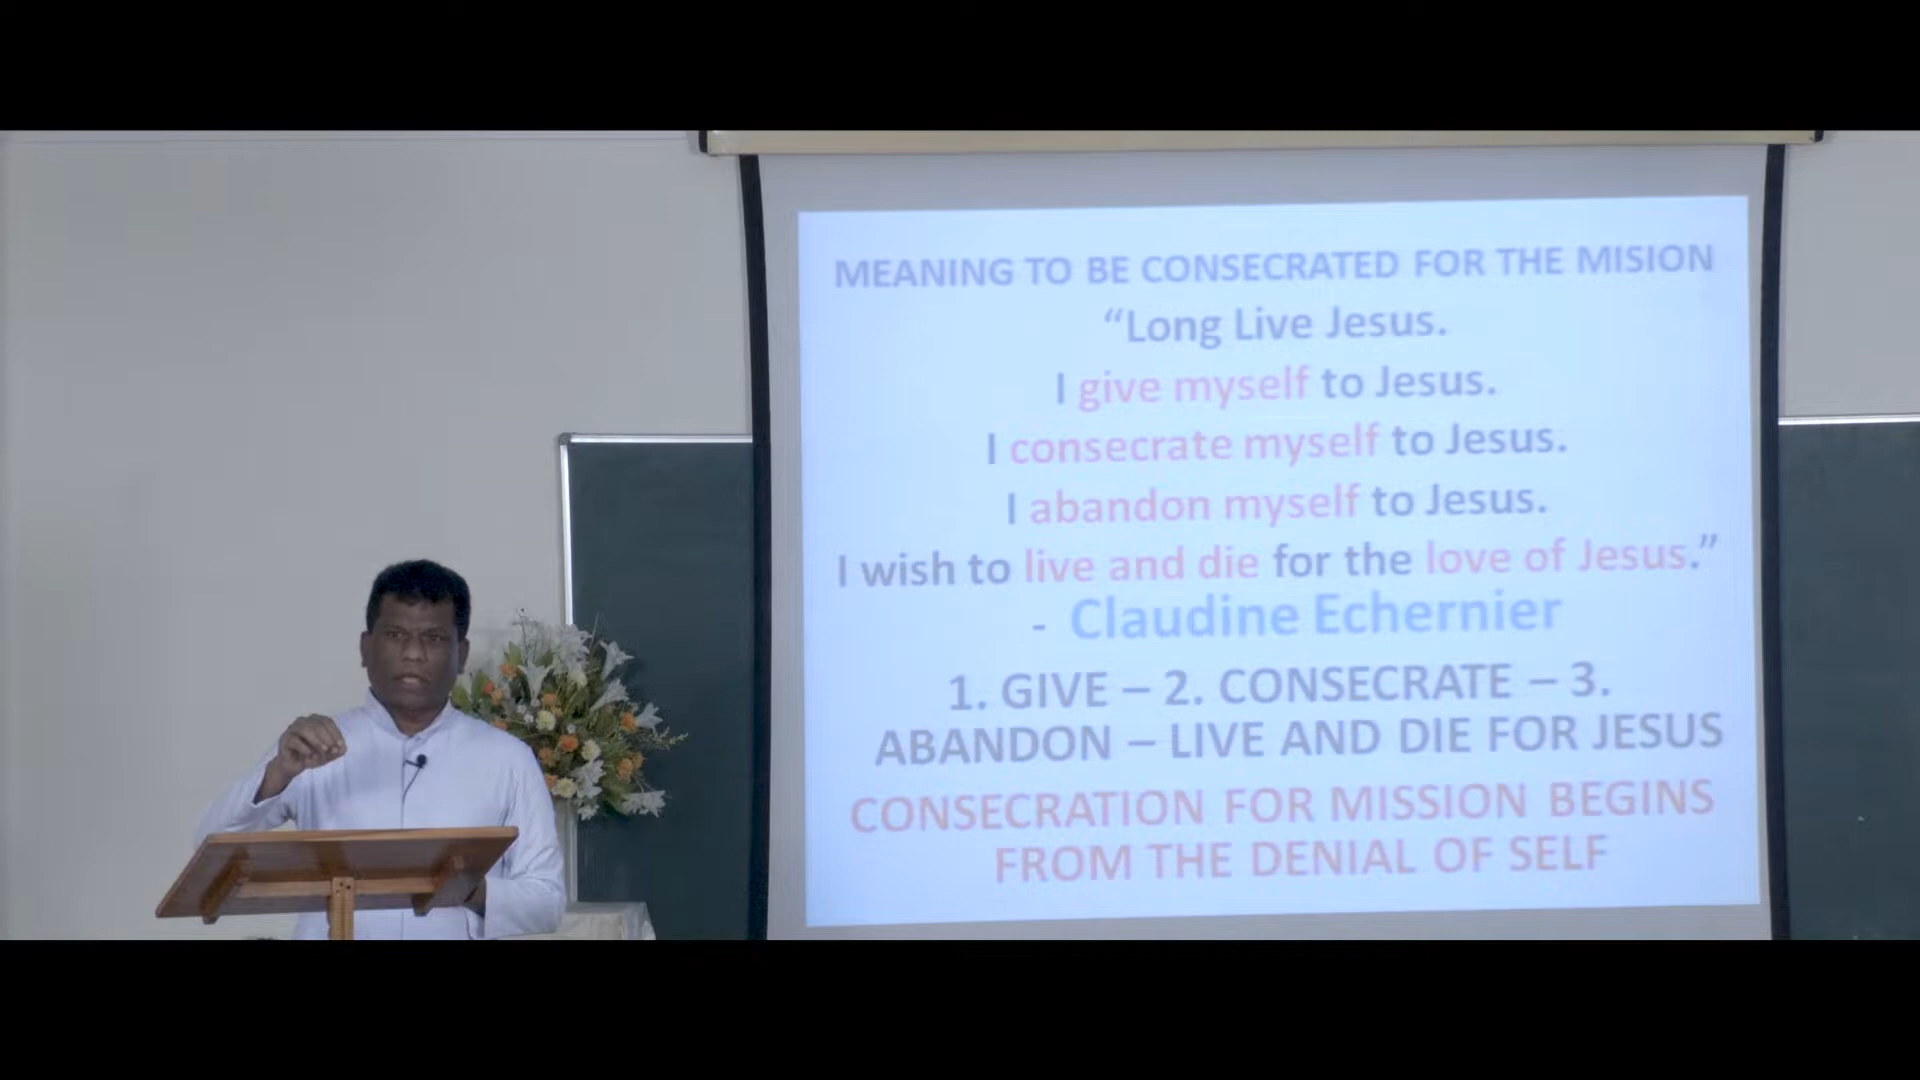 MEANING TO BE CONSECRATED FOR THE MISION
“Long Live Jesus.
I give myself to Jesus.
I consecrate myself to Jesus.
I abandon myself to Jesus.
I wish to live and die for the love of Jesus.”
- Claudine Echernier
1. GIVE – 2. CONSECRATE – 3.
ABANDON – LIVE AND DIE FOR JESUS
CONSECRATION FOR MISSION BEGINS
FROM THE DENIAL OF SELF